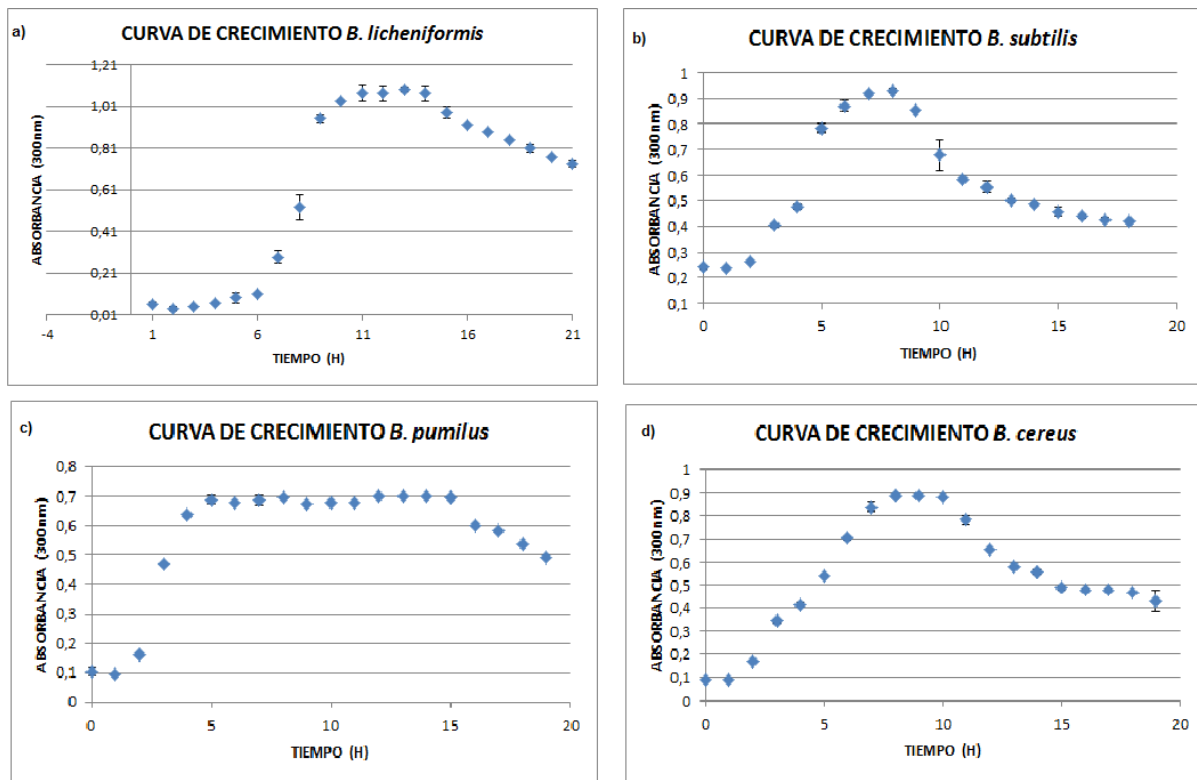 a)
CURVA DE CRECIMIENTO B. licheniformis
ABSORBANCIA (300nm)
1,21
1,01
0,81
0,61
0,41
0,21
0,01
-4 1 6 11 16 21
TIEMPO (H)
b)
CURVA DE CRECIMIENTO B. subtilis
ABSORBANCIA (300nm)
1
0,9
0,8
0,7
0,6
0,5
0,4
0,3
0,2
0,1
0 5 10 15 20
TIEMPO (H)
c)
CURVA DE CRECIMIENTO B. pumilus
ABSORBANCIA (300nm)
0,8
0,7
0,6
0,5
0,4
0,3
0,2
0,1
0
0 5 10 15 20
TIEMPO (H)
d)
CURVA DE CRECIMIENTO B. cereus
ABSORBANCIA (300nm)
1
0,9
0,8
0,7
0,6
0,5
0,4
0,3
0,2
0,1
0
0 5 10 15 20
TIEMPO (H)